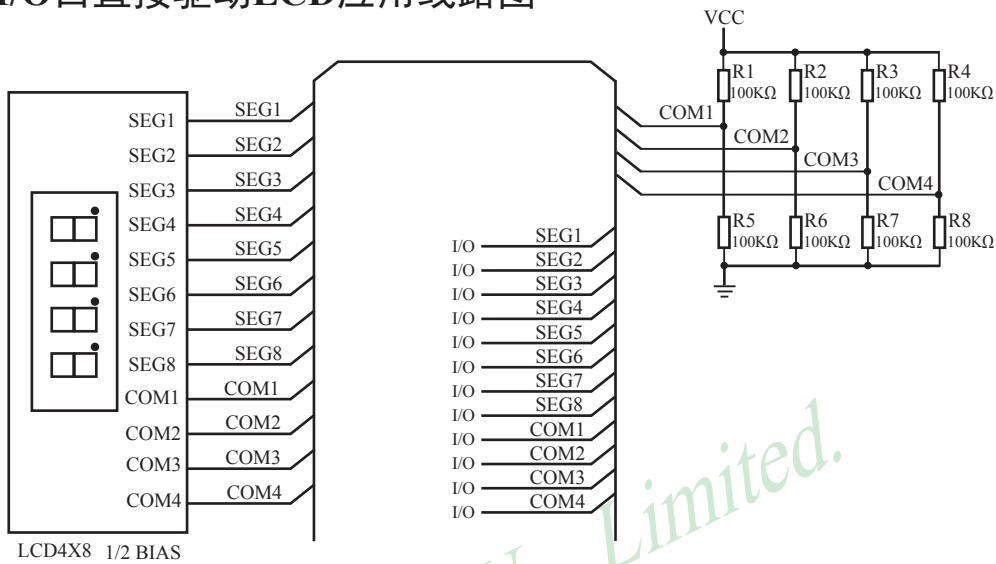 I/O口直接驱动LCD应用线路图
VCC
R1
100KΩ
R2
100KΩ
R3
100KΩ
R4
100KΩ
COM1
COM2
COM3
COM4
R5
100KΩ
R6
100KΩ
R7
100KΩ
R8
100KΩ
SEG1 SEG1
SEG2 SEG2
SEG3 SEG3
SEG4 SEG4
SEG5 SEG5
SEG6 SEG6
SEG7 SEG7
SEG8 SEG8
COM1 COM1
COM2 COM2
COM3 COM3
COM4 COM4
I/O SEG1
I/O SEG2
I/O SEG3
I/O SEG4
I/O SEG5
I/O SEG6
I/O SEG7
I/O SEG8
I/O COM1
I/O COM2
I/O COM3
I/O COM4
LCD4X8 1/2 BIAS
Limited.